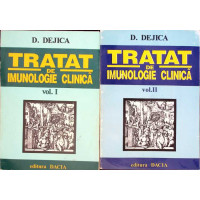 D. DEJICA
TRATAT
DE
IMUNOLOGIE CLINICĂ
vol. I
editura DACIA
D. DEJICA
TRATAT
DE
IMUNOLOGIE CLINICĂ
vol. II
editura DACIA